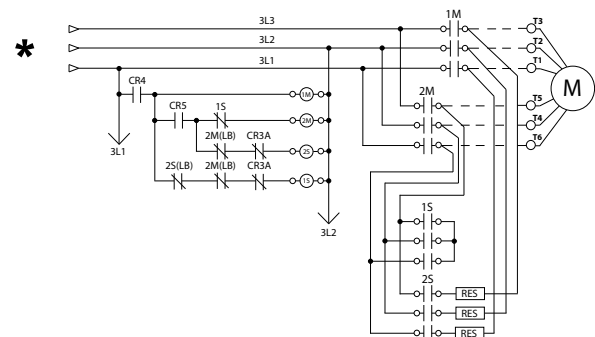 3L3
1M
T3
*
3L2
T2
3L1
T1
CR4
1M
2M
M
CR5
1S
2M
T5
T4
2M(LB)
CR3A
2S
T6
3L1
2S(LB)
2M(LB)
CR3A
1S
1S
3L2
2S
RES
RES
RES